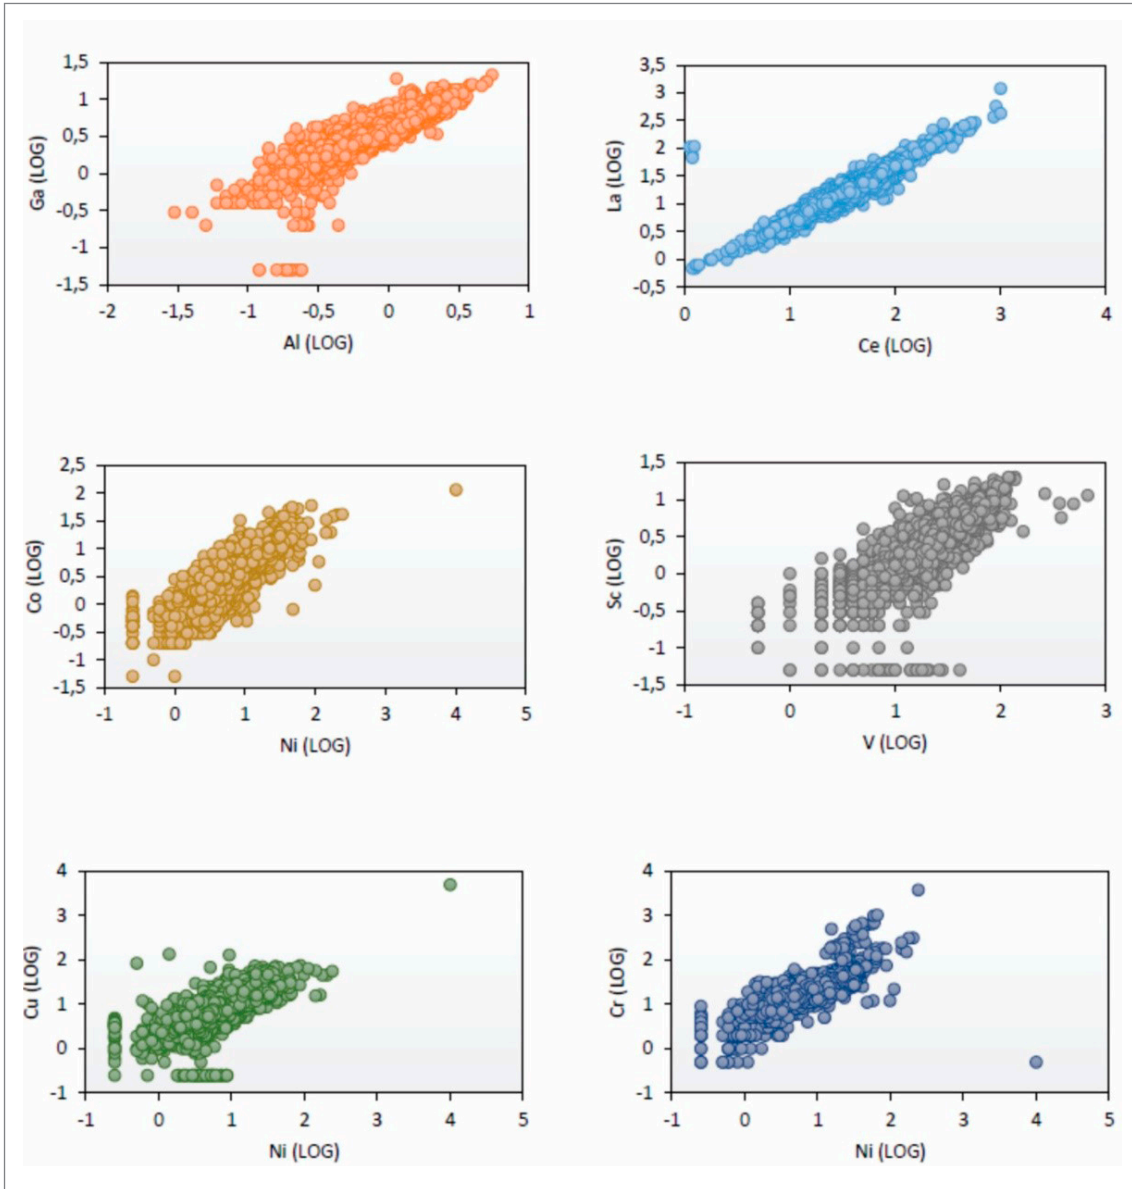 1,5
1
0,5
0
-0,5
-1
-1,5
Ga (LOG)
-2 -1,5 -1 -0,5 0 0,5 1
Al (LOG)
3,5
3
2,5
2
1,5
1
0,5
0
-0,5
La (LOG)
0 1 2 3 4
Ce (LOG)
2,5
2
1,5
1
0,5
0
-0,5
-1
-1,5
Co (LOG)
-1 0 1 2 3 4 5
Ni (LOG)
1,5
1
0,5
0
-0,5
-1
-1,5
Sc (LOG)
-1 0 1 2 3
V (LOG)
4
3
2
1
0
-1
Cu (LOG)
-1 0 1 2 3 4 5
Ni (LOG)
4
3
2
1
0
-1
Cr (LOG)
-1 0 1 2 3 4 5
Ni (LOG)